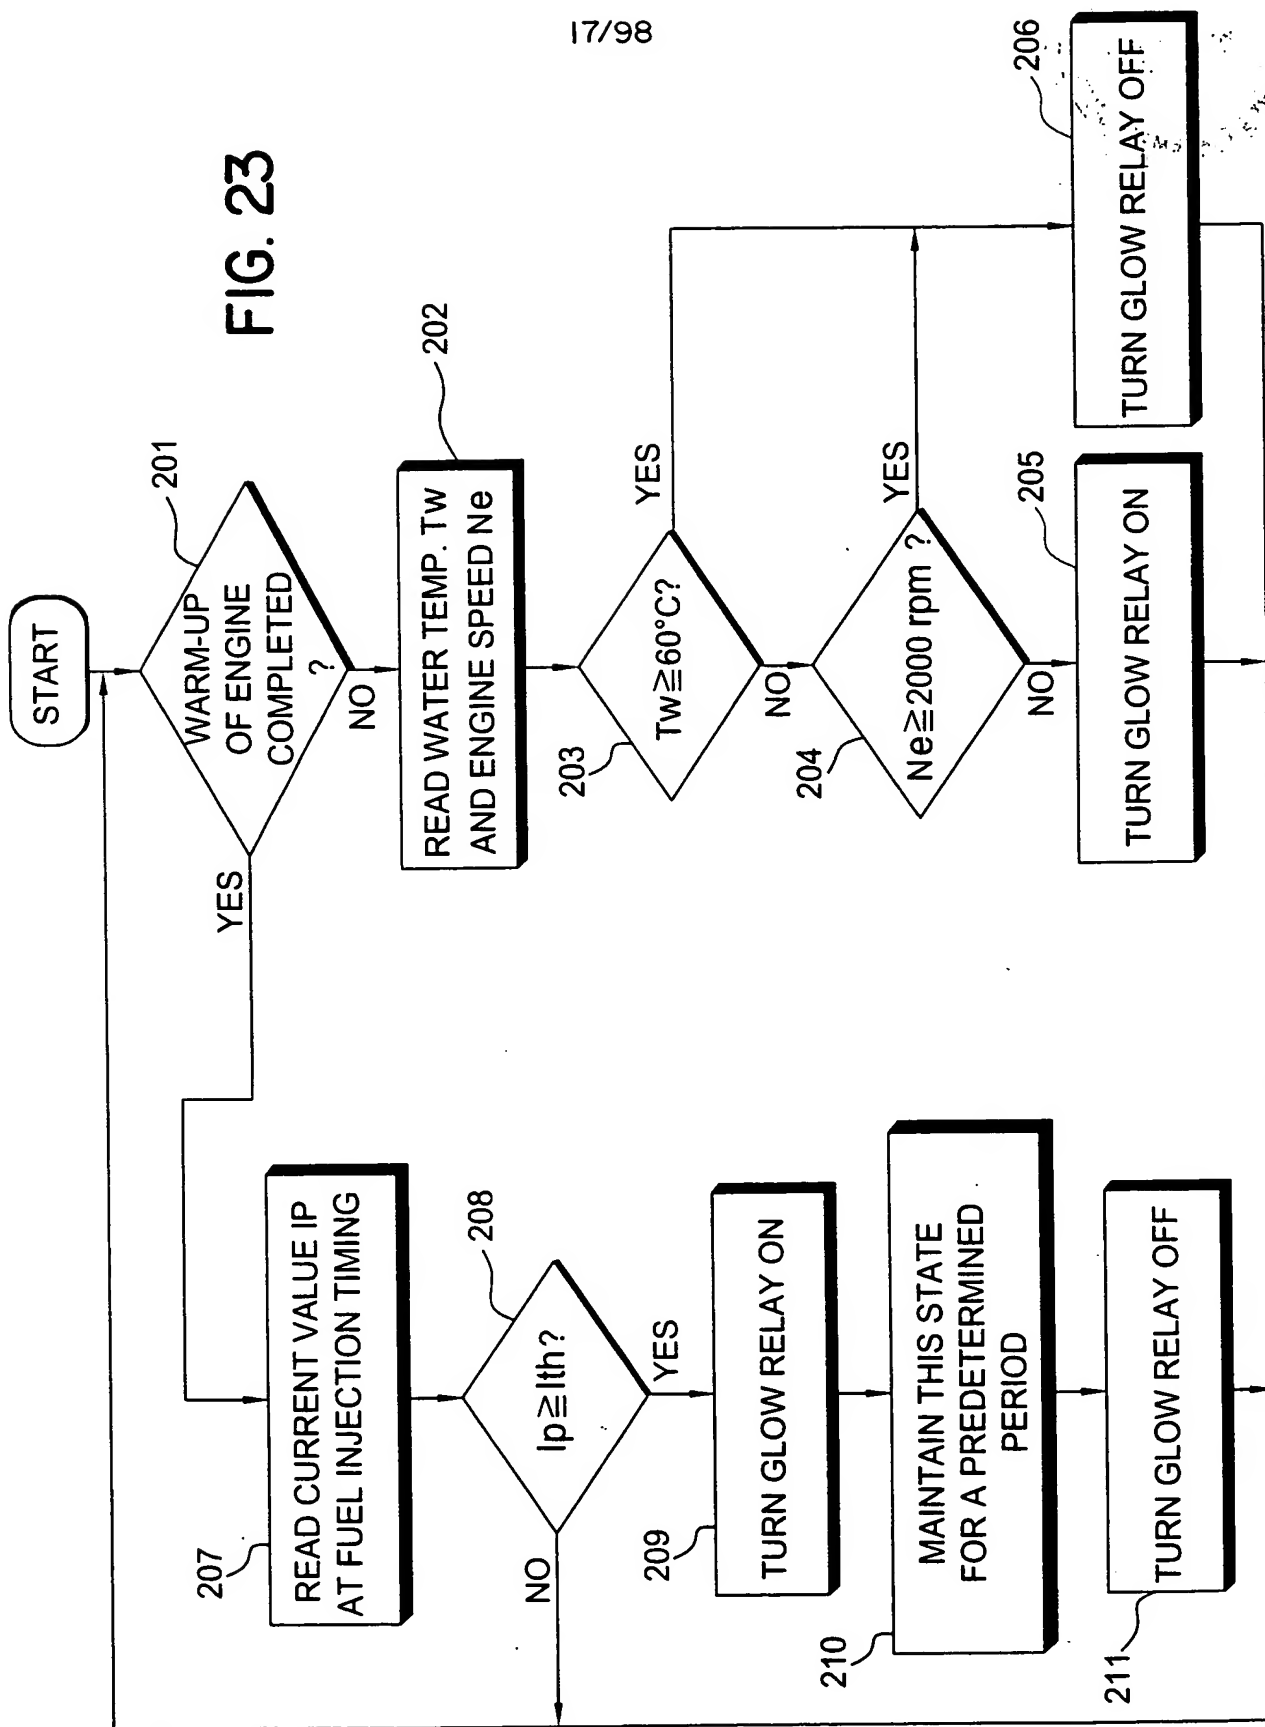 17/98
FIG. 23
START
201
WARM-UP
OF ENGINE
COMPLETED
?
YES
NO
202
READ WATER TEMP. Tw
AND ENGINE SPEED Ne
203
Tw≧60°C?
YES
NO
204
Ne≧2000 rpm ?
YES
NO
205
TURN GLOW RELAY ON
206
TURN GLOW RELAY OFF
207
READ CURRENT VALUE IP
AT FUEL INJECTION TIMING
208
Ip≧Ith?
NO
YES
209
TURN GLOW RELAY ON
210
MAINTAIN THIS STATE
FOR A PREDETERMINED
PERIOD
211
TURN GLOW RELAY OFF